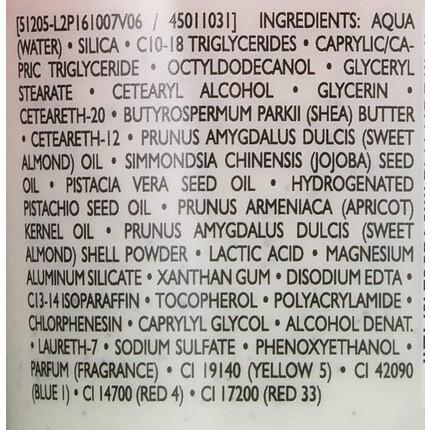 [51205-L2P161007V06 / 45011031] INGREDIENTS: AQUA
(WATER) • SILICA • C10-18 TRIGLYCERIDES • CAPRYLIC/CA-
PRIC TRIGLYCERIDE • OCTYLDODECANOL • GLYCERYL
STEARATE • CETEARYL ALCOHOL • GLYCERIN •
CETEARETH-20 • BUTYROSPERMUM PARKII (SHEA) BUTTER
• CETEARETH-12 • PRUNUS AMYGDALUS DULCIS (SWEET
ALMOND) OIL • SIMMONDSIA CHINENSIS (JOJOBA) SEED
OIL • PISTACIA VERA SEED OIL • HYDROGENATED
PISTACHIO SEED OIL • PRUNUS ARMENIACA (APRICOT)
KERNEL OIL • PRUNUS AMYGDALUS DULCIS (SWEET
ALMOND) SHELL POWDER • LACTIC ACID • MAGNESIUM
ALUMINUM SILICATE • XANTHAN GUM • DISODIUM EDTA •
C13-14 ISOPARAFFIN • TOCOPHEROL • POLYACRYLAMIDE •
CHLORPHENESIN • CAPRYLYL GLYCOL • ALCOHOL DENAT.
• LAURETH-7 • SODIUM SULFATE • PHENOXYETHANOL •
PARFUM (FRAGRANCE) • CI 19140 (YELLOW 5) • CI 42090
(BLUE 1) • CI 14700 (RED 4) • CI 17200 (RED 33)